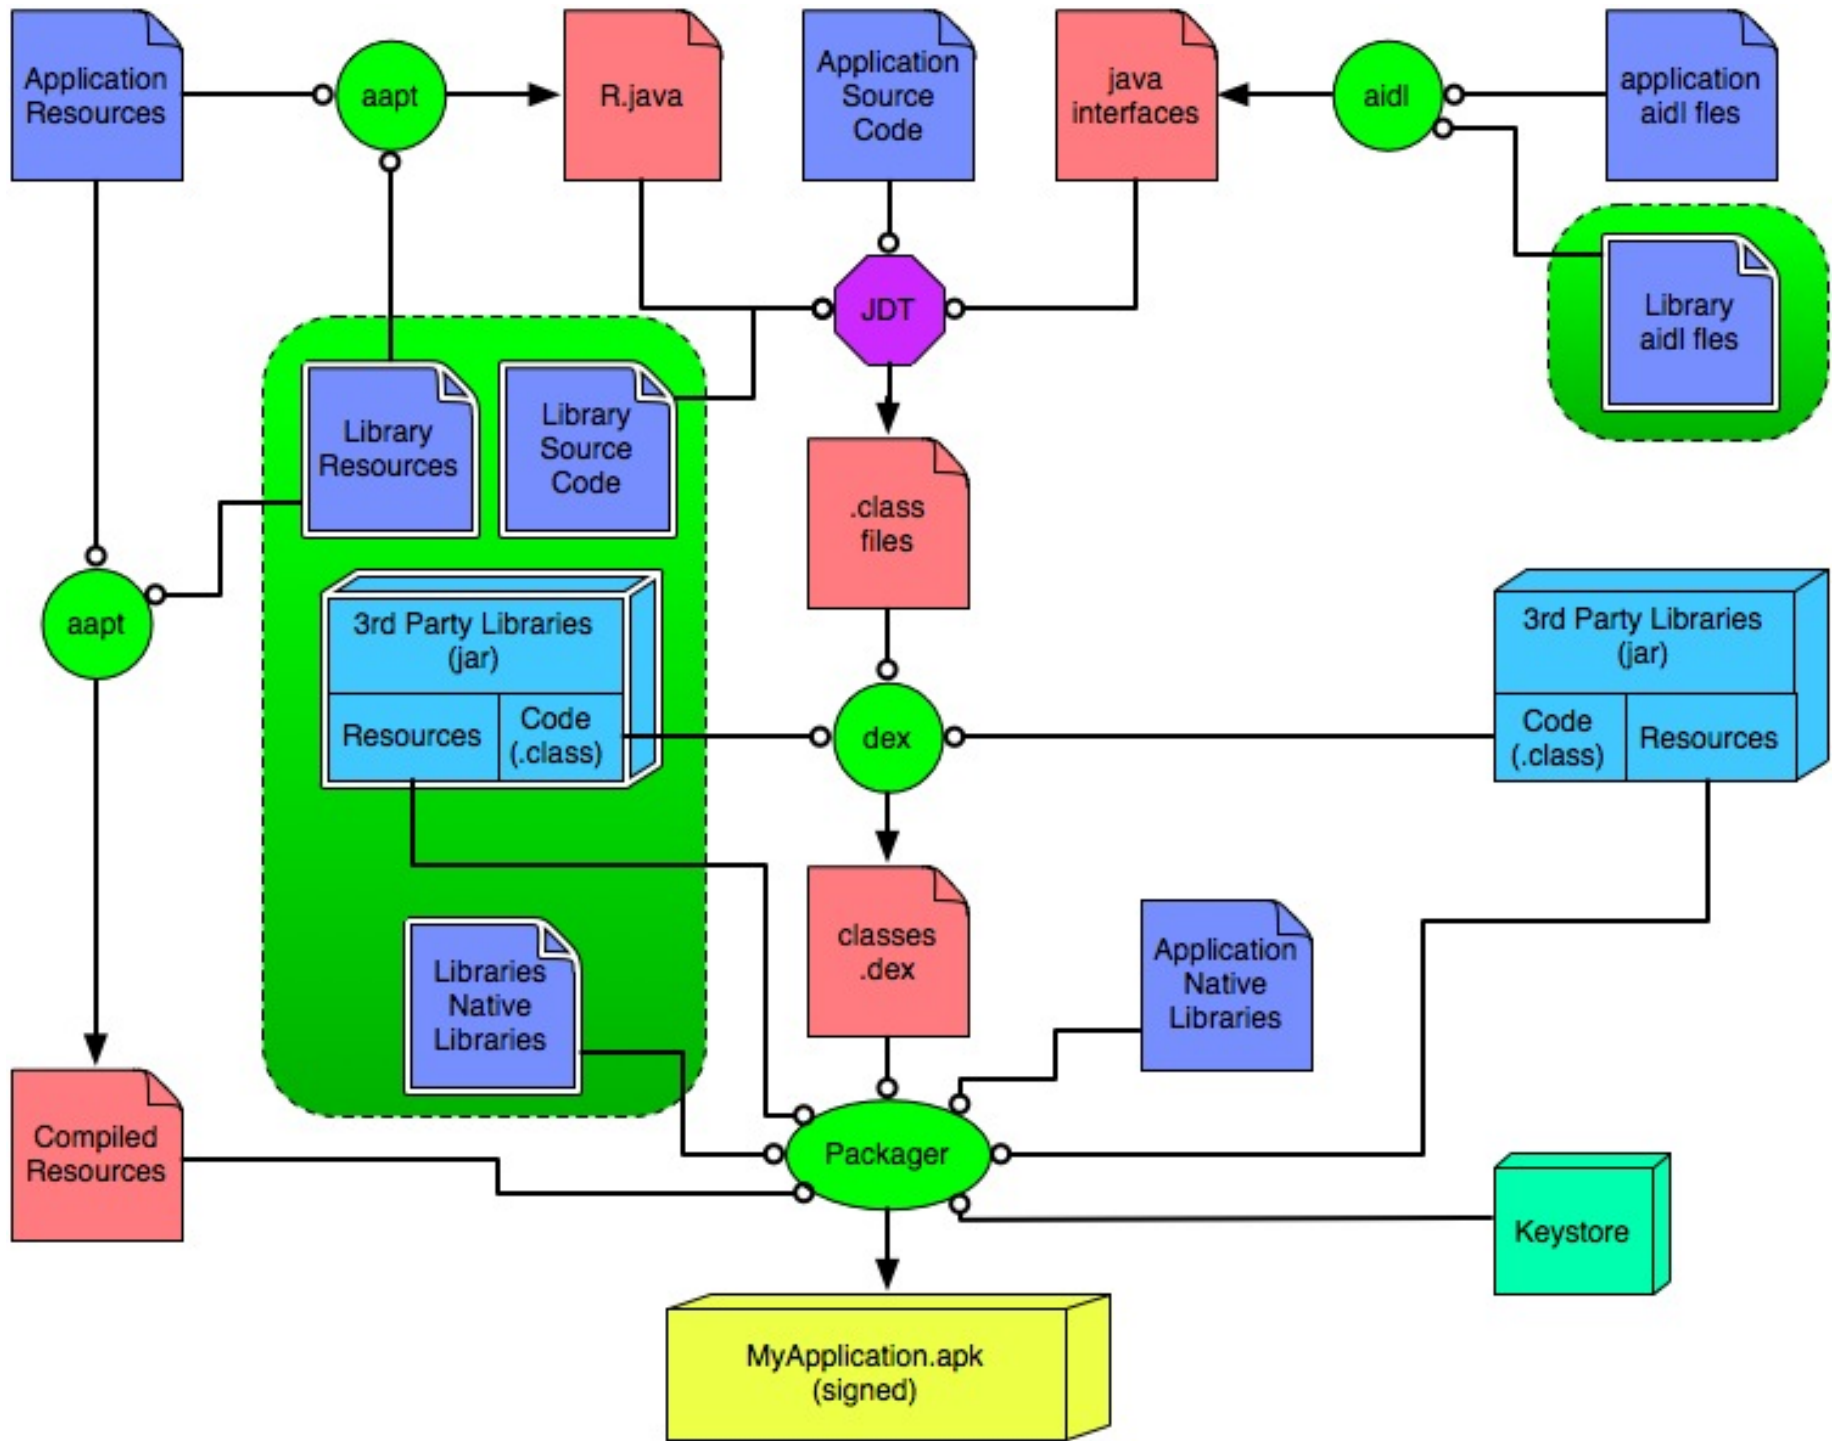 Application
Resources
aapt
R.java
Application
Source
Code
java
interfaces
aidl
application
aidl fles
JDT
Library
aidl fles
Library
Resources
Library
Source
Code
.class
files
aapt
3rd Party Libraries
(jar)
Resources
Code
(.class)
dex
3rd Party Libraries
(jar)
Code
(.class)
Resources
Libraries
Native
Libraries
classes
.dex
Application
Native
Libraries
Compiled
Resources
Packager
Keystore
MyApplication.apk
(signed)